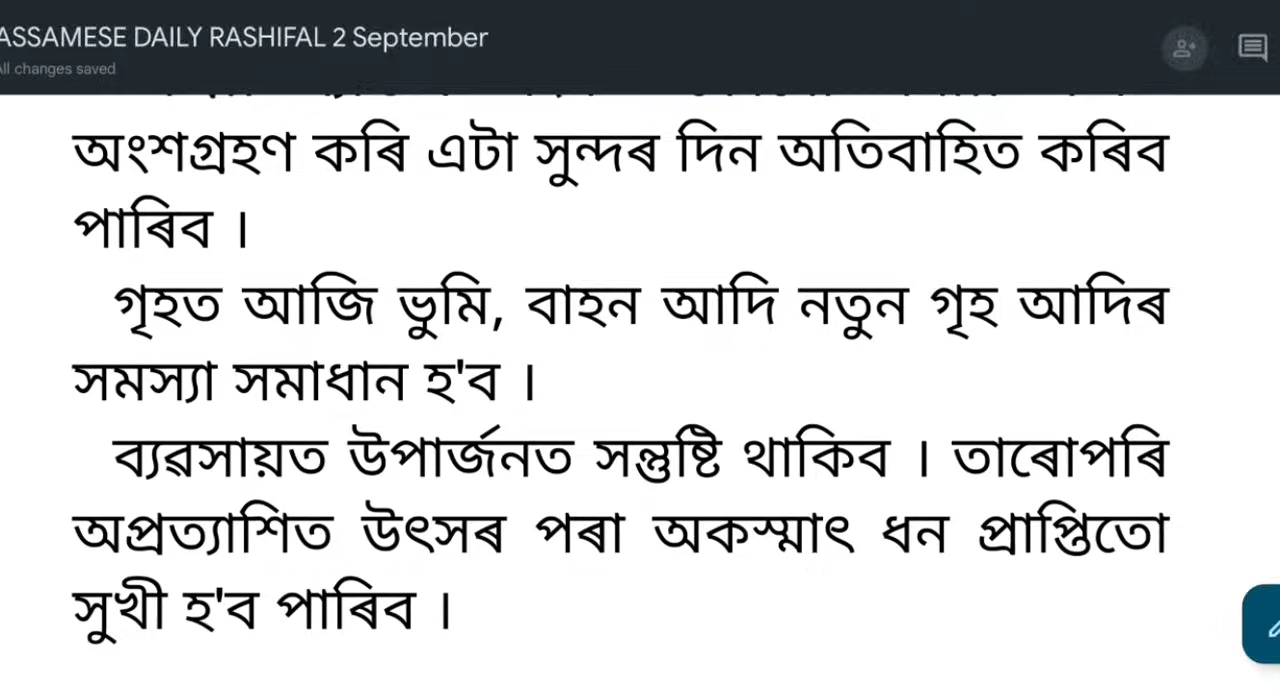 ASSAMESE DAILY RASHIFAL 2 September
All changes saved
অংশগ্ৰহণ কৰি এটা সুন্দৰ দিন অতিবাহিত কৰিব
পাৰিব ।
গৃহত আজি ভুমি, বাহন আদি নতুন গৃহ আদিৰ
সমস্যা সমাধান হ'ব ।
ব্যৱসায়ত উপাৰ্জনত সন্তুষ্টি থাকিব । তাৰোপৰি
অপ্ৰত্যাশিত উৎসৰ পৰা অকস্মাৎ ধন প্ৰাপ্তিতো
সুখী হ'ব পাৰিব ।